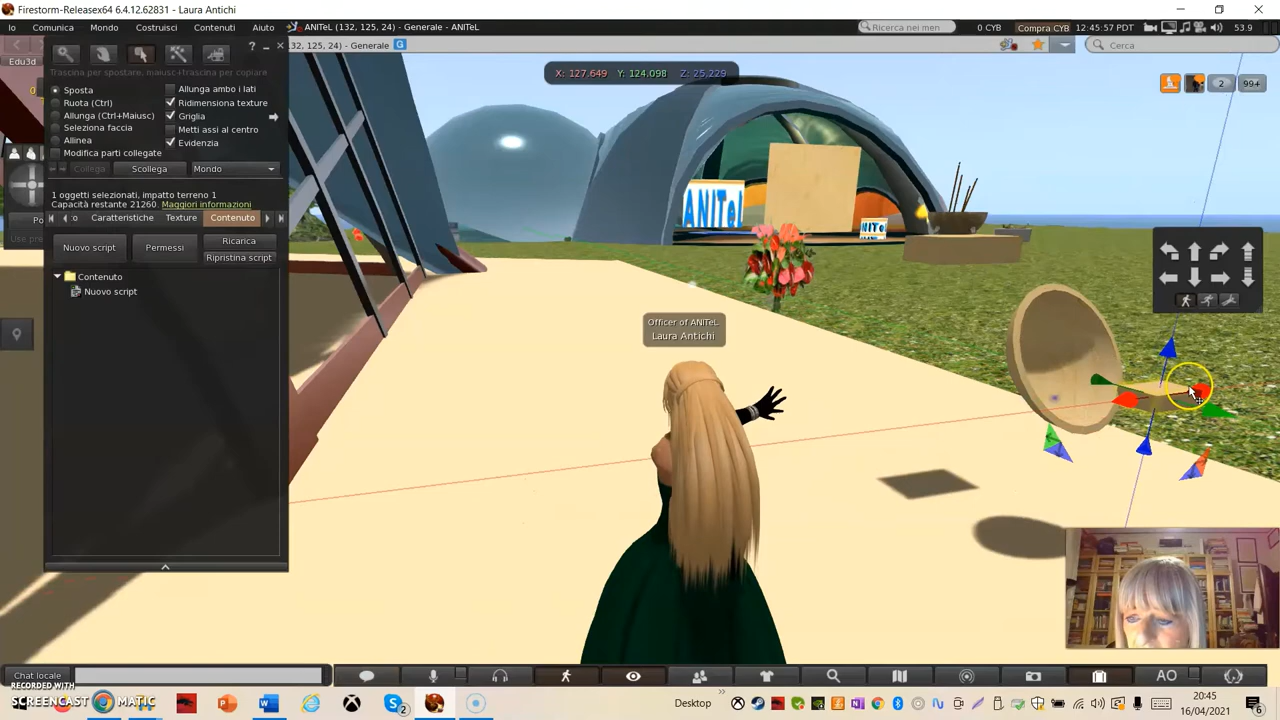 Firestorm-Releasex64 6.4.12.62831 - Laura Antichi
Io Comunica Mondo Costruisci Contenuti Aiuto ANITeL (132, 125, 24) - Generale - ANITeL
Ricerca nei men 0 CYB Compra CYB 12:45:57 PDT 53.9
132, 125, 24) - Generale G
Cerca
Edu3d
Trascina per spostare, maiusc+trascina per copiare
X: 127.649 Y: 124.098 Z: 25.229
2 99+
Sposta
Ruota (Ctrl)
Allunga (Ctrl+Maiusc)
Seleziona faccia
Allinea
Modifica parti collegate
Allunga ambo i lati
Ridimensiona texture
Griglia
Metti assi al centro
Evidenzia
Collega Scollega Mondo
1 oggetti selezionati, impatto terreno 1
Capacità restante 21260. Maggiori informazioni
Caratteristiche Texture Contenuto
Nuovo script Permessi Ricarica
Ripristina script
Contenuto
Nuovo script
ANITel
Officer of ANITeL
Laura Antichi
Chat locale
AO
RECORDED WITH
SCREENCAST MATIC
Desktop
20:45
16/04/2021